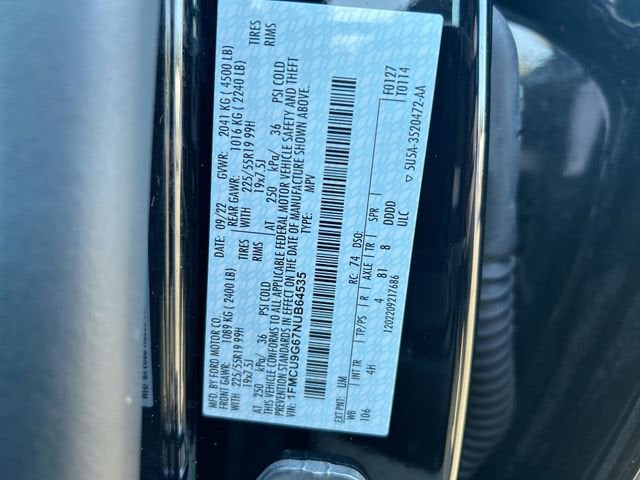 MFD. BY FORD MOTOR CO. DATE: 09/22 GVWR: 2041 KG ( 4500 LB)
FRONT GAWR: 1089 KG (2400 LB) REAR GAWR: 1016 KG ( 2240 LB)
225/55R19 99H WITH 225/55R19 99H TIRES
19x7.5J RIMS 19x7.5J RIMS
AT 250 kPa/ 36 PSI COLD AT 250 kPa/ 36 PSI COLD
THIS VEHICLE CONFORMS TO ALL APPLICABLE FEDERAL MOTOR VEHICLE SAFETY AND THEFT
PREVENTION STANDARDS IN EFFECT ON THE DATE OF MANUFACTURE SHOWN ABOVE.
VIN: 1FMCU9G67NUB64535 TYPE: MPV
F0127
T0114
EXT PNT: UM RC: 74 DSO:
WB INT TR TP/PS R AXLE TR SPR
106 4H 4 81 8 DDDD
1202209217686 ULC
▽ 5U5A-3520472-AA